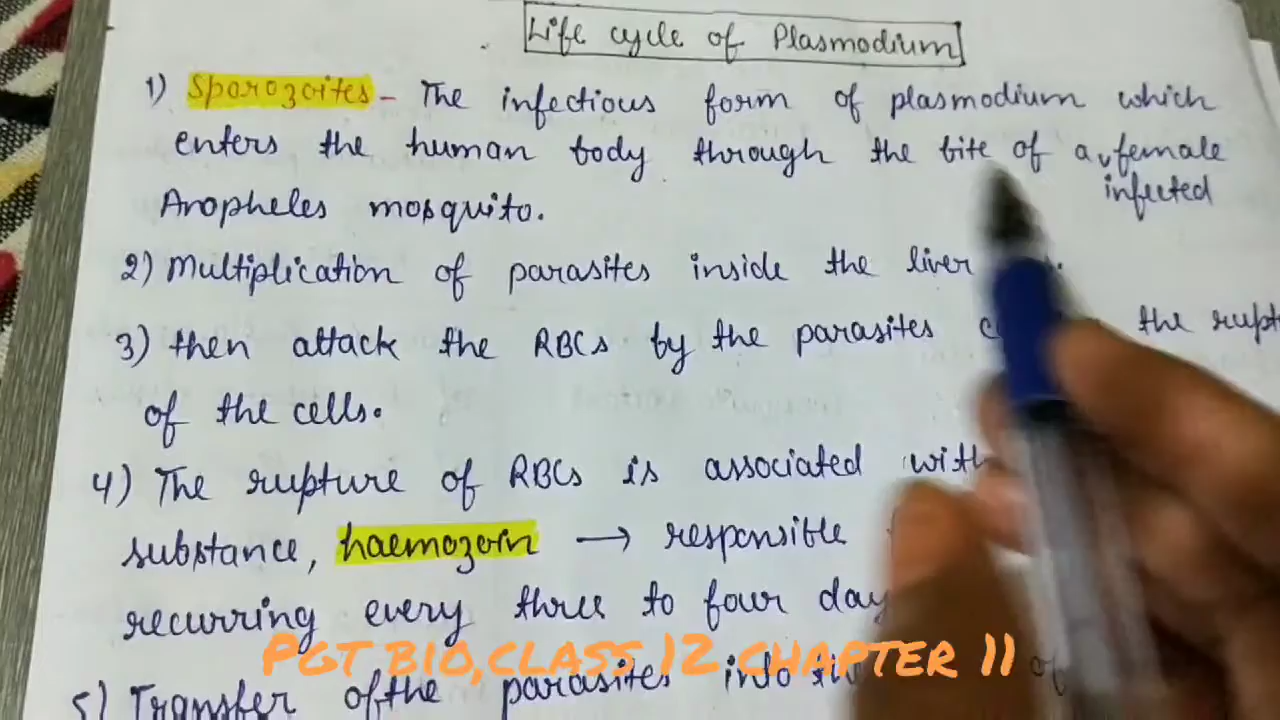 Life cycle of Plasmodium
1) Sporozoites - The infectious form of plasmodium which
enters the human body through the bite of a female
infected
Anopheles mosquito.
2) Multiplication of parasites inside the liver
3) then attack the RBCs by the parasites the
of the cells.
4) The rupture of RBCs is associated with
substance, haemozoin → responsible
recurring every three to four day
PGT BIO,CLASS 12 CHAPTER 11
5) Transfer of the parasites into of